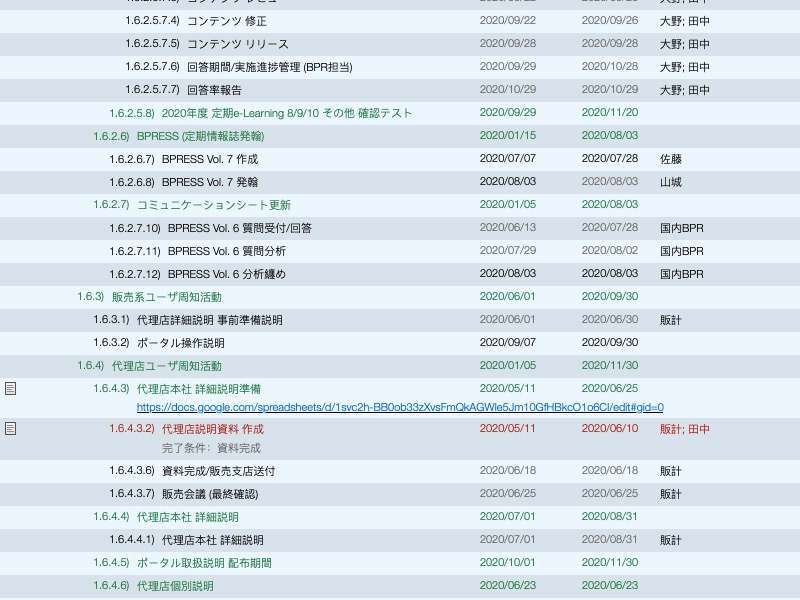 1.6.2.5.7.4) コンテンツ 修正 2020/09/22 2020/09/26 大野; 田中
1.6.2.5.7.5) コンテンツ リリース 2020/09/28 2020/09/28 大野; 田中
1.6.2.5.7.6) 回答期間/実施進捗管理 (BPR担当) 2020/09/29 2020/10/28 大野; 田中
1.6.2.5.7.7) 回答率報告 2020/10/29 2020/10/29 大野; 田中
1.6.2.5.8) 2020年度 定期e-Learning 8/9/10 その他 確認テスト 2020/09/29 2020/11/20
1.6.2.6) BPRESS (定期情報誌発翰) 2020/01/15 2020/08/03
1.6.2.6.7) BPRESS Vol. 7 作成 2020/07/07 2020/07/28 佐藤
1.6.2.6.8) BPRESS Vol. 7 発翰 2020/08/03 2020/08/03 山城
1.6.2.7) コミュニケーションシート更新 2020/01/05 2020/08/03
1.6.2.7.10) BPRESS Vol. 6 質問受付/回答 2020/06/13 2020/07/28 国内BPR
1.6.2.7.11) BPRESS Vol. 6 質問分析 2020/07/29 2020/08/02 国内BPR
1.6.2.7.12) BPRESS Vol. 6 分析纏め 2020/08/03 2020/08/03 国内BPR
1.6.3) 販売系ユーザ周知活動 2020/06/01 2020/09/30
1.6.3.1) 代理店詳細説明 事前準備説明 2020/06/01 2020/06/30 販計
1.6.3.2) ポータル操作説明 2020/09/07 2020/09/30
1.6.4) 代理店ユーザ周知活動 2020/01/05 2020/11/30
1.6.4.3) 代理店本社 詳細説明準備 2020/05/11 2020/06/25
https://docs.google.com/spreadsheets/d/1svc2h-BB0ob33zXvsFmQkAGWle5Jm10GfHBkcO1o6CI/edit#gid=0
1.6.4.3.2) 代理店説明資料 作成 2020/05/11 2020/06/10 販計; 田中
完了条件: 資料完成
1.6.4.3.6) 資料完成/販売支店送付 2020/06/18 2020/06/18 販計
1.6.4.3.7) 販売会議 (最終確認) 2020/06/25 2020/06/25 販計
1.6.4.4) 代理店本社 詳細説明 2020/07/01 2020/08/31
1.6.4.4.1) 代理店本社 詳細説明 2020/07/01 2020/08/31 販計
1.6.4.5) ポータル取扱説明 配布期間 2020/10/01 2020/11/30
1.6.4.6) 代理店個別説明 2020/06/23 2020/06/23